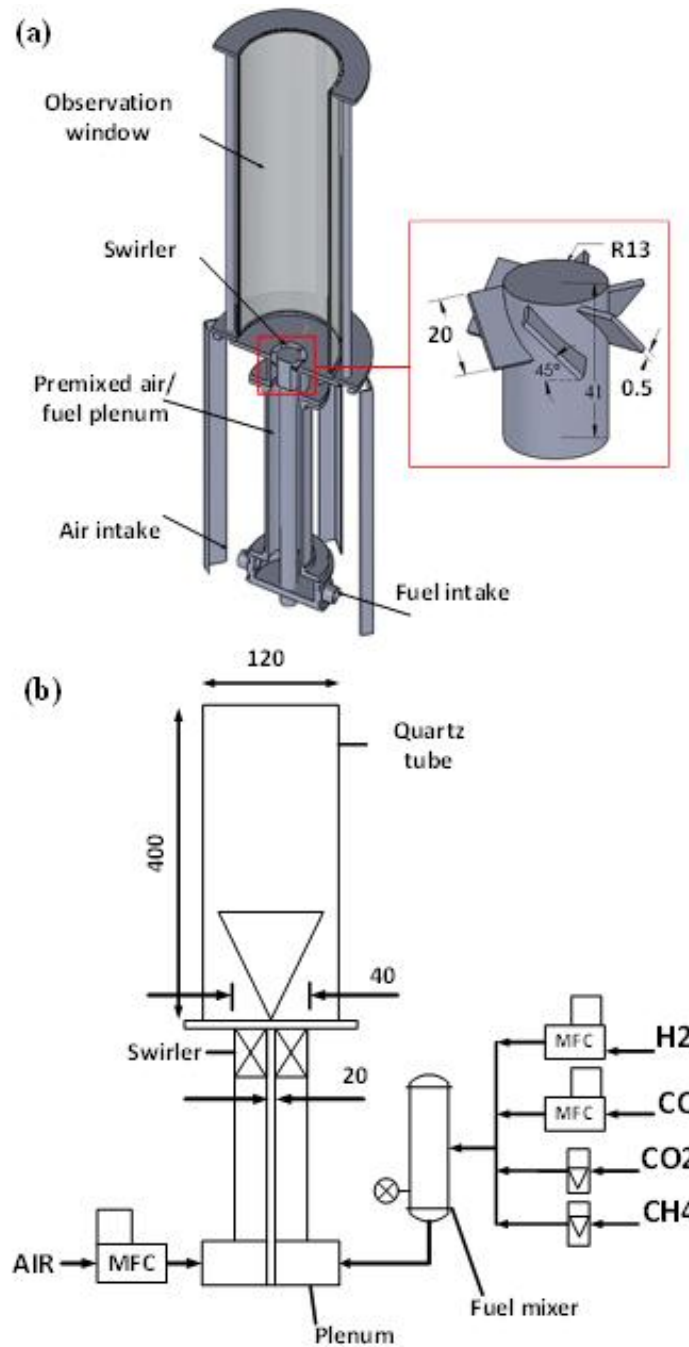 (a)
Observation
window
Swirler
Premixed air/
fuel plenum
Air intake
Fuel intake
R13
20
45°
41
0.5
(b)
120
400
Quartz
tube
40
Swirler
20
MFC
H2
MFC
CO
CO2
CH4
AIR
MFC
Fuel mixer
Plenum